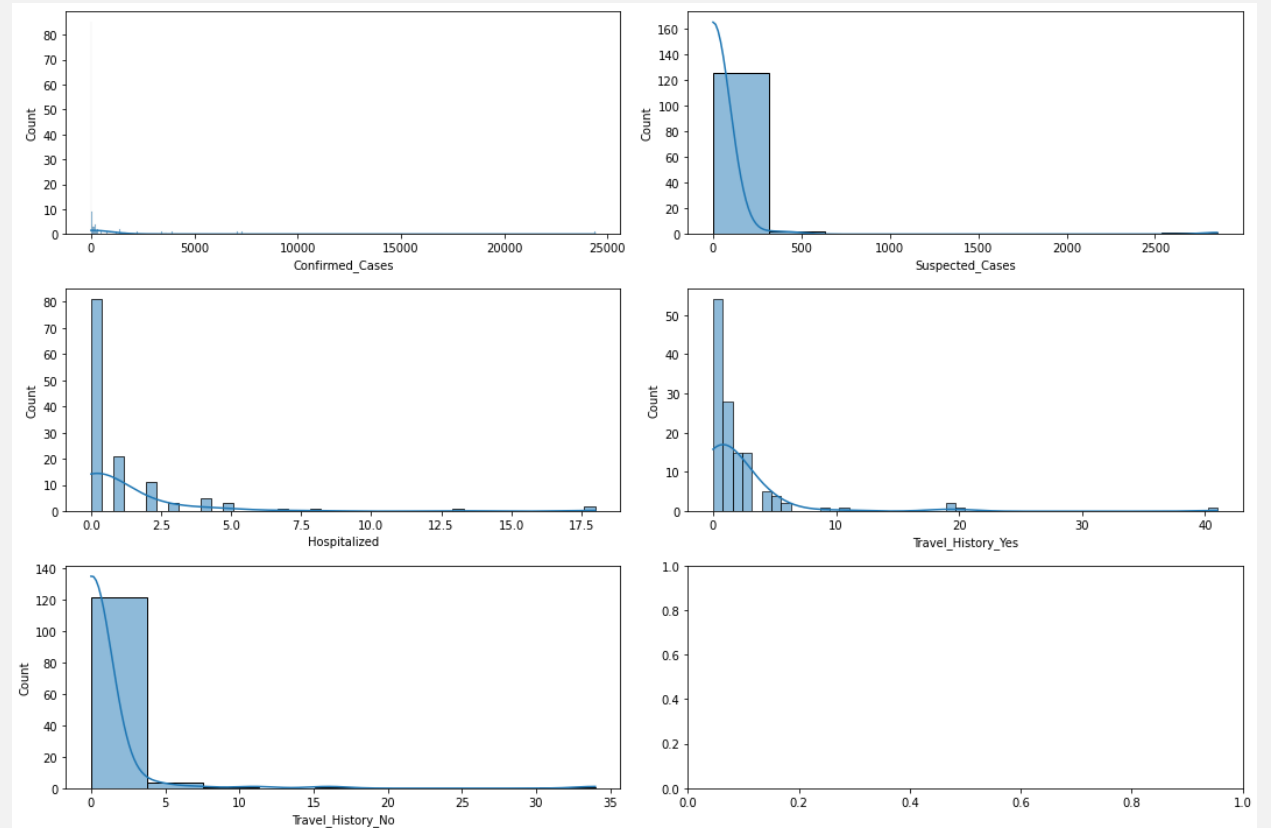 80
70
60
50
40
30
20
10
0
Count
0 5000 10000 15000 20000 25000
Confirmed_Cases
160
140
120
100
80
60
40
20
0
Count
0 500 1000 1500 2000 2500
Suspected_Cases
80
70
60
50
40
30
20
10
0
Count
0.0 2.5 5.0 7.5 10.0 12.5 15.0 17.5
Hospitalized
50
40
30
20
10
0
Count
0 10 20 30 40
Travel_History_Yes
140
120
100
80
60
40
20
0
Count
0 5 10 15 20 25 30 35
Travel_History_No
1.0
0.8
0.6
0.4
0.2
0.0
0.0 0.2 0.4 0.6 0.8 1.0